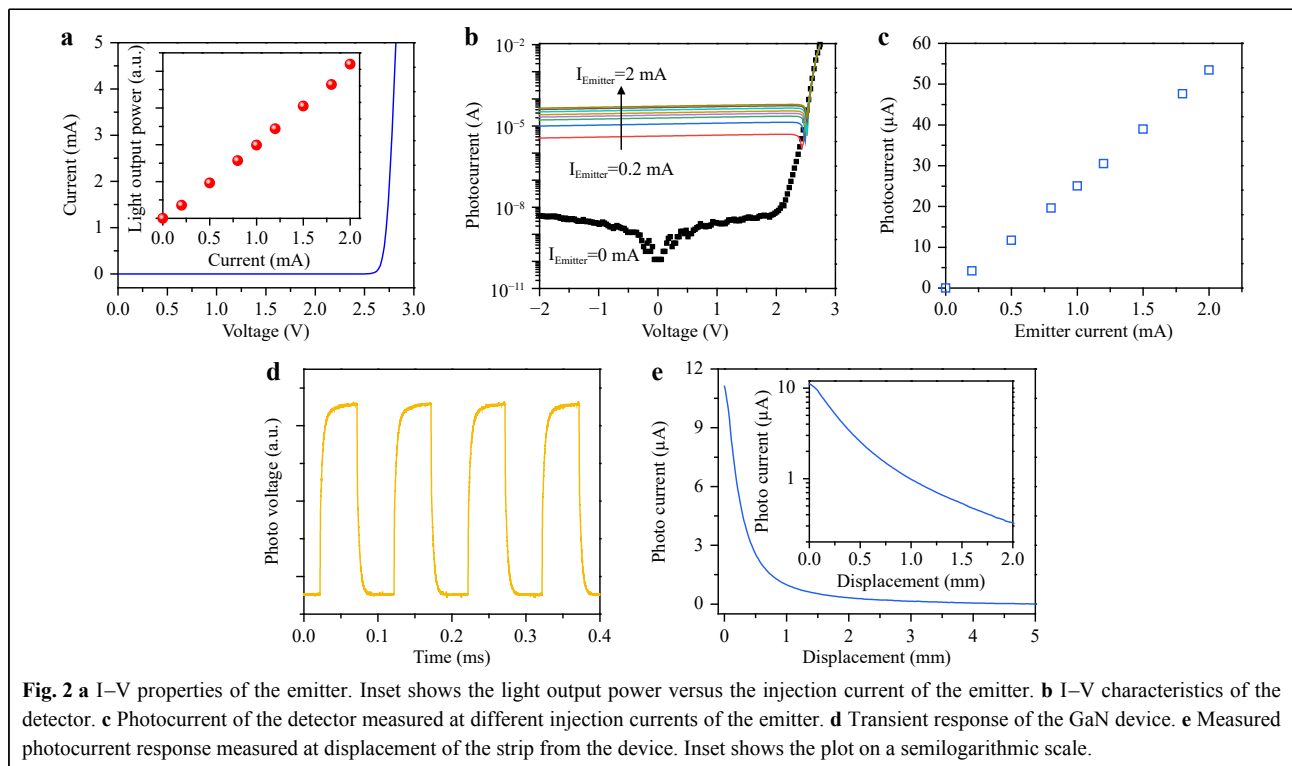 a
5
4
3
2
1
0
Current (mA)
0.0 0.5 1.0 1.5 2.0 2.5 3.0
Voltage (V)
Light output power (a.u.)
0.0 0.5 1.0 1.5 2.0
Current (mA)
b
10−2
10−5
10−8
10−11
Photocurrent (A)
IEmitter=2 mA
IEmitter=0.2 mA
IEmitter=0 mA
−2 −1 0 1 2 3
Voltage (V)
c
60
50
40
30
20
10
0
Photocurrent (µA)
0.0 0.5 1.0 1.5 2.0
Emitter current (mA)
d
Photo voltage (a.u.)
0.0 0.1 0.2 0.3 0.4
Time (ms)
e
12
9
6
3
0
Photo current (µA)
0 1 2 3 4 5
Displacement (mm)
10
1
Photo current (µA)
0.0 0.5 1.0 1.5 2.0
Displacement (mm)
Fig. 2 a I–V properties of the emitter. Inset shows the light output power versus the injection current of the emitter. b I–V characteristics of the
detector. c Photocurrent of the detector measured at different injection currents of the emitter. d Transient response of the GaN device. e Measured
photocurrent response measured at displacement of the strip from the device. Inset shows the plot on a semilogarithmic scale.